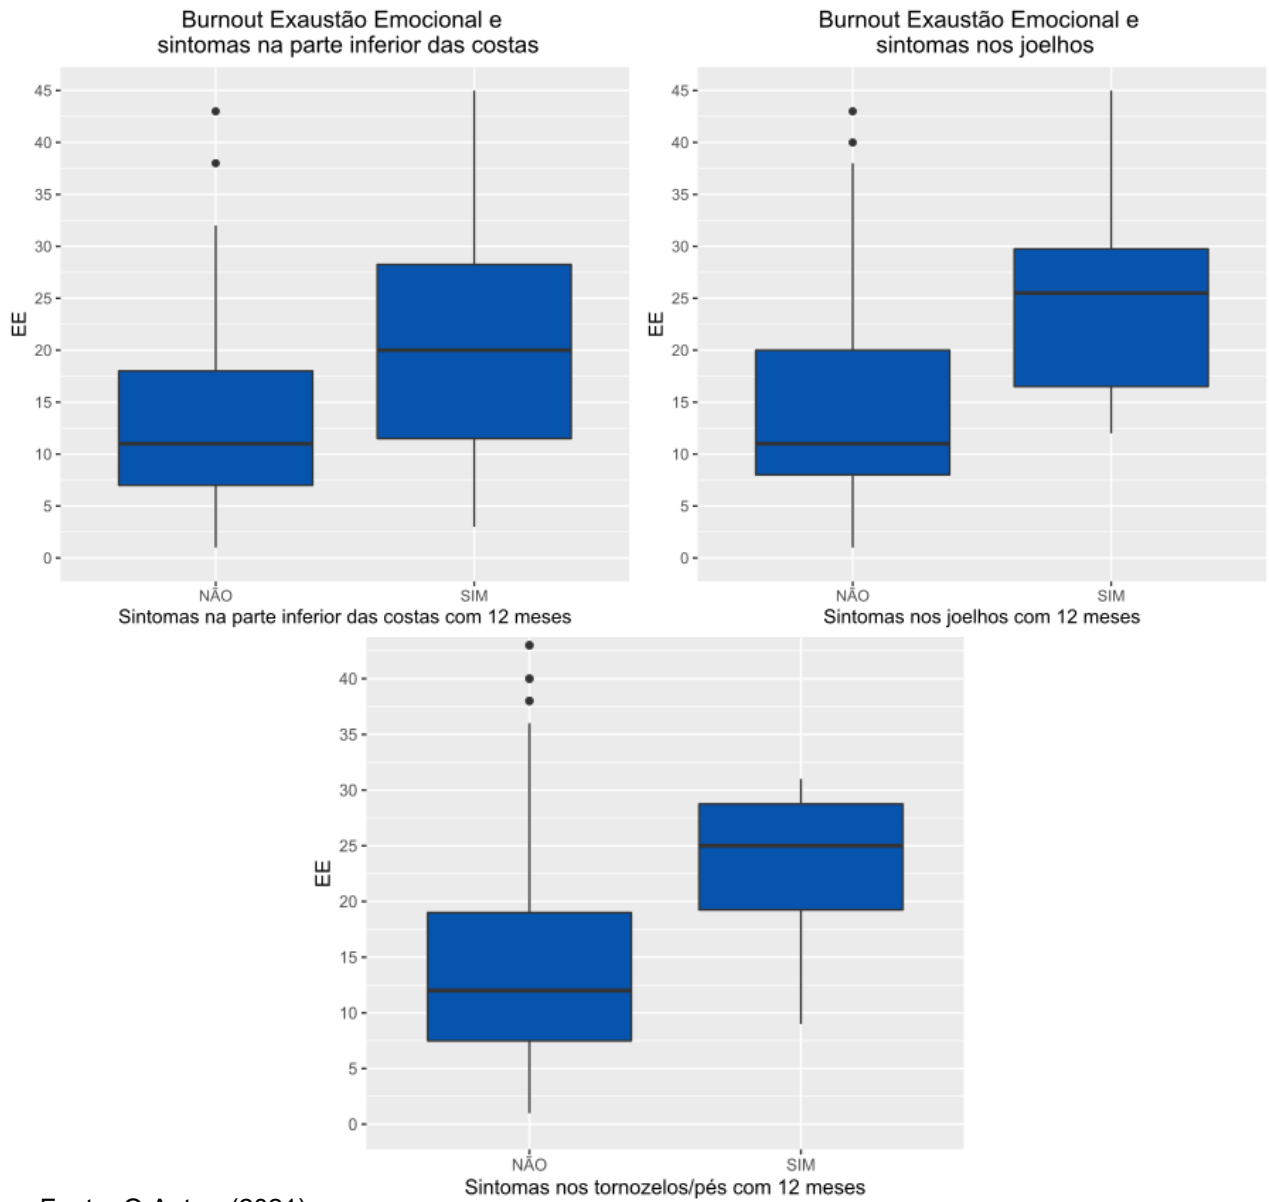 Burnout Exaustão Emocional e
sintomas na parte inferior das costas
45
40
35
30
25
20
15
10
5
0
EE
NÃO SIM
Sintomas na parte inferior das costas com 12 meses
Burnout Exaustão Emocional e
sintomas nos joelhos
45
40
35
30
25
20
15
10
5
0
EE
NÃO SIM
Sintomas nos joelhos com 12 meses
40
35
30
25
20
15
10
5
0
EE
NÃO SIM
Sintomas nos tornozelos/pés com 12 meses